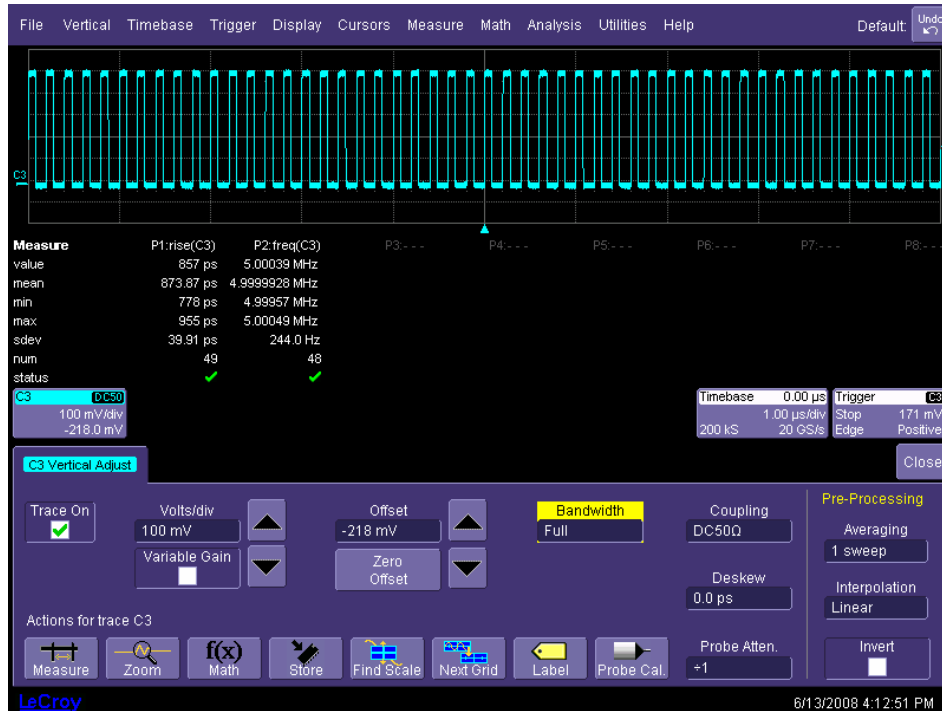 File Vertical Timebase Trigger Display Cursors Measure Math Analysis Utilities Help Default: Undo
C3
Measure P1:rise(C3) P2:freq(C3) P3:- - - P4:- - - P5:- - - P6:- - - P7:- - - P8:- - -
value 857 ps 5.00039 MHz
mean 873.87 ps 4.9999928 MHz
min 778 ps 4.99957 MHz
max 955 ps 5.00049 MHz
sdev 39.91 ps 244.0 Hz
num 49 48
status
C3 DC50 Timebase 0.00 µs Trigger C3
100 mV/div 1.00 µs/div Stop 171 mV
-218.0 mV 200 kS 20 GS/s Edge Positive
C3 Vertical Adjust Close
Pre-Processing
Trace On Volts/div Offset Bandwidth Coupling
100 mV -218 mV Full DC50Ω Averaging
1 sweep
Variable Gain Zero Offset
Deskew Interpolation
0.0 ps Linear
Actions for trace C3
Probe Atten. Invert
÷1
Measure Zoom f(x) Math Store Find Scale Next Grid Label Probe Cal.
LeCroy 6/13/2008 4:12:51 PM